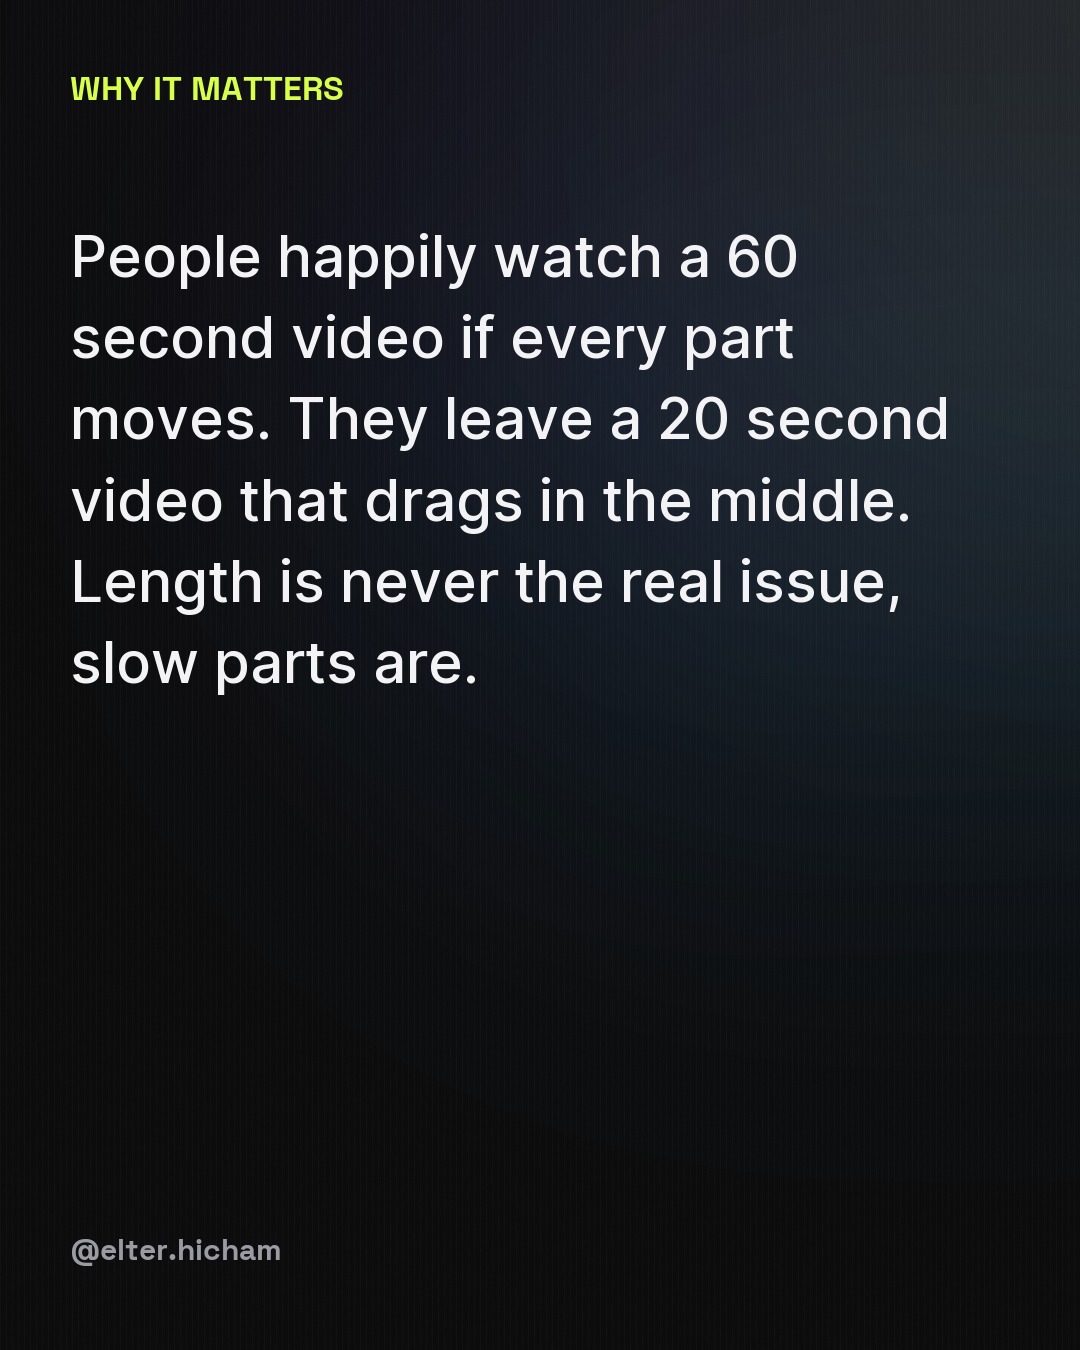 WHY IT MATTERS
People happily watch a 60
second video if every part
moves. They leave a 20 second
video that drags in the middle.
Length is never the real issue,
slow parts are.
@elter.hicham